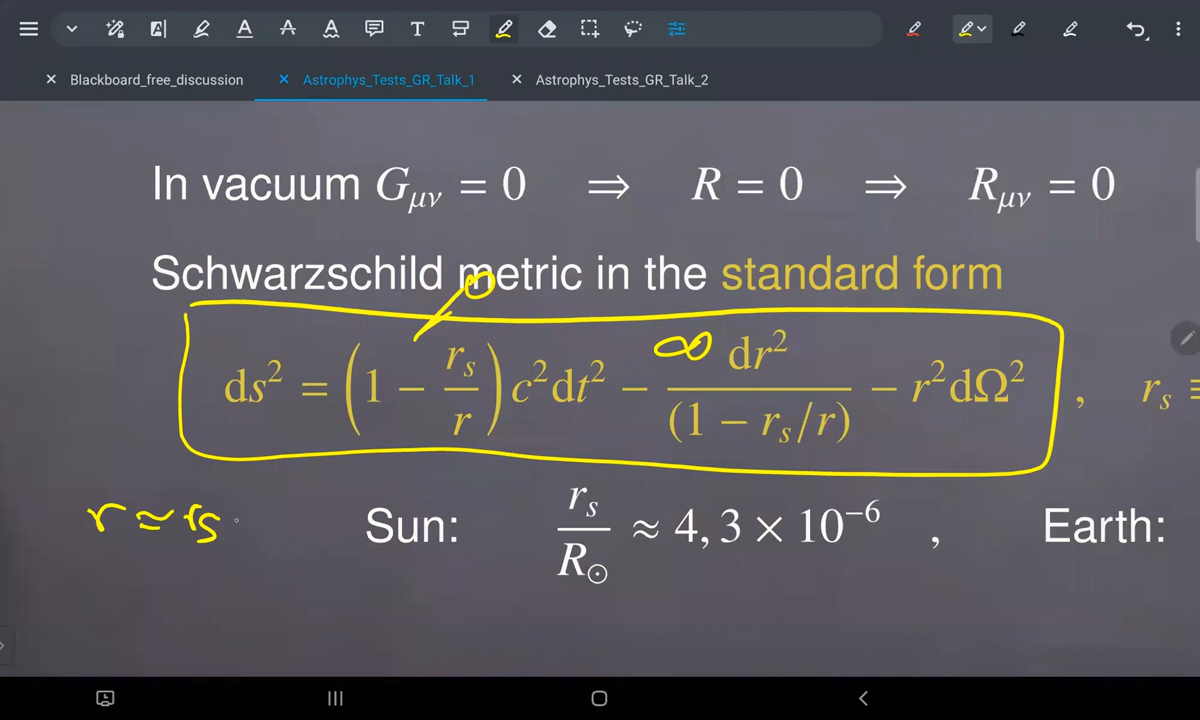 Blackboard_free_discussion Astrophys_Tests_GR_Talk_1 Astrophys_Tests_GR_Talk_2
In vacuum Gμν = 0 ⇒ R = 0 ⇒ Rμν = 0
Schwarzschild metric in the standard form
0
∞
ds² = (1 − rₛ/r) c²dt² − dr²/(1 − rₛ/r) − r²dΩ² , rₛ ≡
r ≈ rs
Sun: rₛ/R☉ ≈ 4,3 × 10⁻⁶ , Earth: